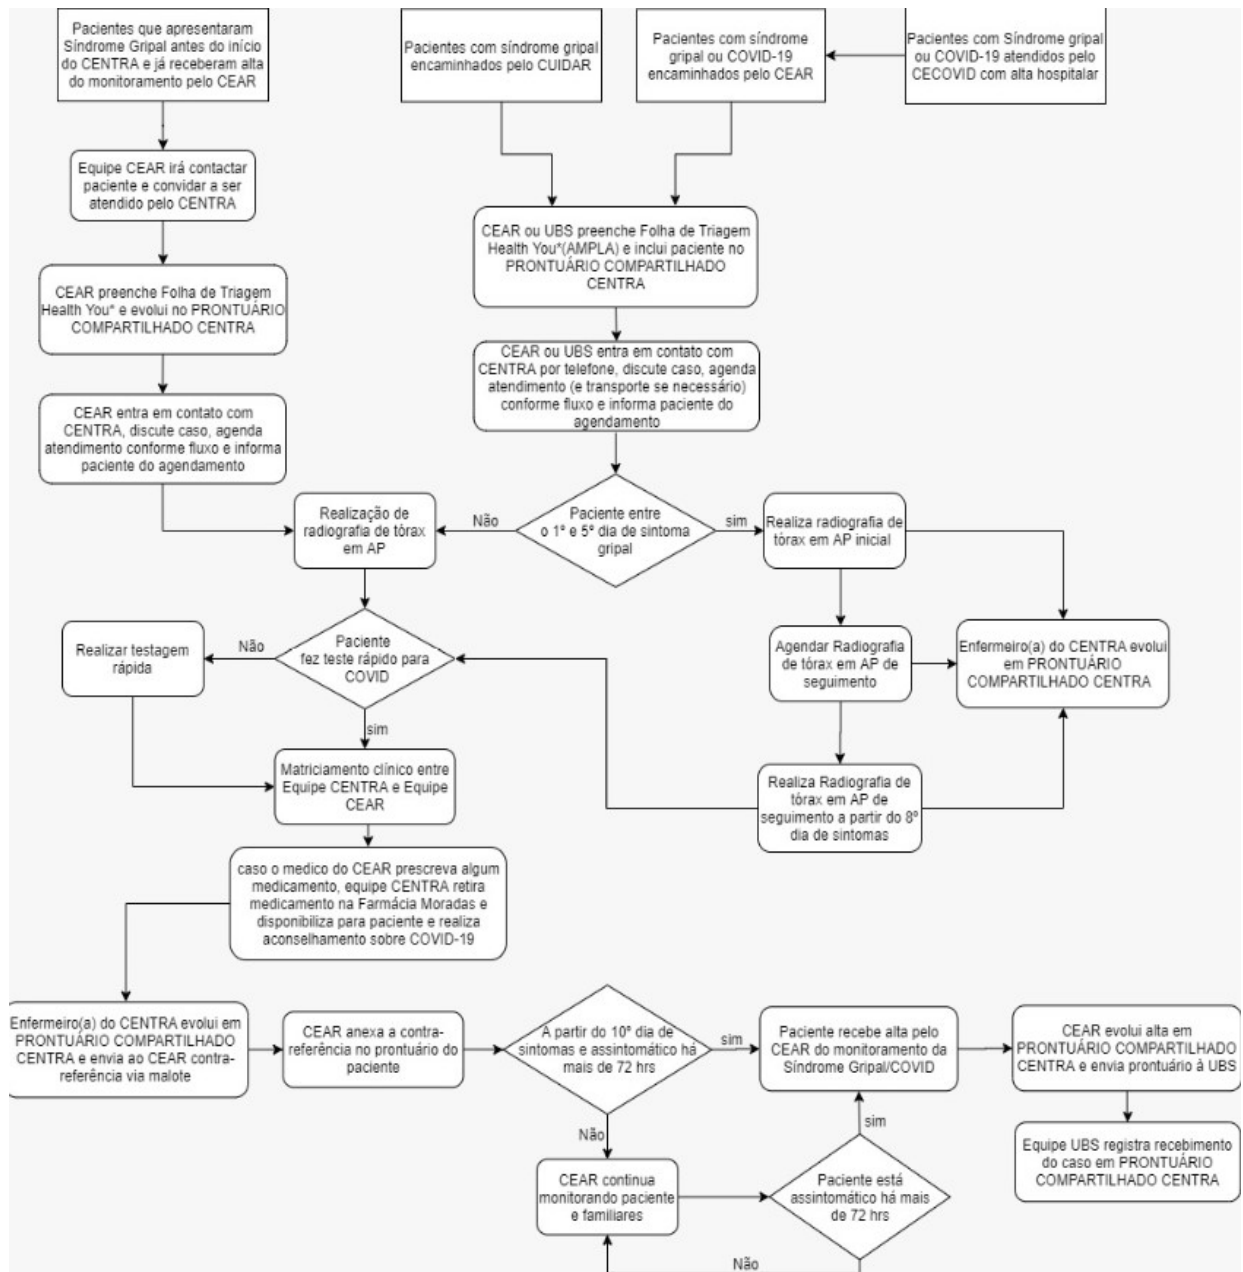 Pacientes que apresentaram
Síndrome Gripal antes do início
do CENTRA e já receberam alta
do monitoramento pelo CEAR
Pacientes com síndrome gripal
encaminhados pelo CUIDAR
Pacientes com síndrome
gripal ou COVID-19
encaminhados pelo CEAR
Pacientes com Síndrome gripal
ou COVID-19 atendidos pelo
CECOVID com alta hospitalar
Equipe CEAR irá contactar
paciente e convidar a ser
atendido pelo CENTRA
CEAR preenche Folha de Triagem
Health You* e evolui no PRONTUÁRIO
COMPARTILHADO CENTRA
CEAR entra em contato com
CENTRA, discute caso, agenda
atendimento conforme fluxo e informa
paciente do agendamento
CEAR ou UBS preenche Folha de Triagem
Health You*(AMPLA) e inclui paciente no
PRONTUÁRIO COMPARTILHADO
CENTRA
CEAR ou UBS entra em contato com
CENTRA por telefone, discute caso, agenda
atendimento (e transporte se necessário)
conforme fluxo e informa paciente do
agendamento
Paciente entre
o 1º e 5º dia de sintoma
gripal
Não
sim
Realização de
radiografia de tórax
em AP
Realiza radiografia de
tórax em AP inicial
Paciente
fez teste rápido para
COVID
Não
sim
Realizar testagem
rápida
Agendar Radiografia
de tórax em AP de
seguimento
Enfermeiro(a) do CENTRA evolui
em PRONTUÁRIO
COMPARTILHADO CENTRA
Matriciamento clínico entre
Equipe CENTRA e Equipe
CEAR
Realiza Radiografia de
tórax em AP de
seguimento a partir do 8º
dia de sintomas
caso o medico do CEAR prescreva algum
medicamento, equipe CENTRA retira
medicamento na Farmácia Moradas e
disponibiliza para paciente e realiza
aconselhamento sobre COVID-19
Enfermeiro(a) do CENTRA evolui em
PRONTUÁRIO COMPARTILHADO
CENTRA e envia ao CEAR contra-
referência via malote
CEAR anexa a contra-
referência no prontuário do
paciente
A partir do 10º dia de
sintomas e assintomático há
mais de 72 hrs
sim
Não
Paciente recebe alta pelo
CEAR do monitoramento da
Síndrome Gripal/COVID
CEAR evolui alta em
PRONTUÁRIO COMPARTILHADO
CENTRA e envia prontuário à UBS
CEAR continua
monitorando paciente
e familiares
sim
Paciente está
assintomático há mais
de 72 hrs
Não
Equipe UBS registra recebimento
do caso em PRONTUÁRIO
COMPARTILHADO CENTRA